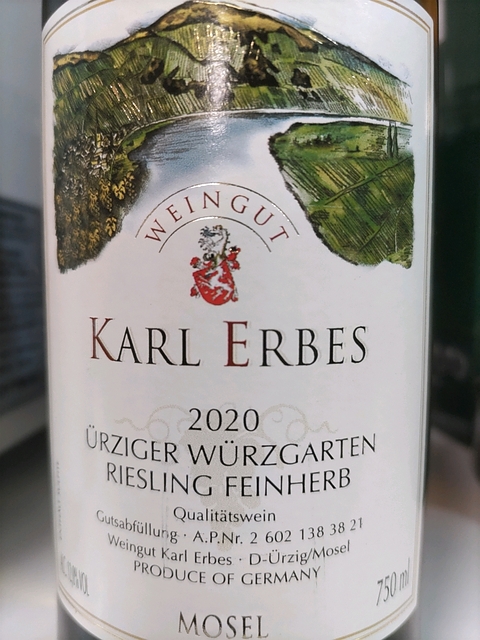 WEINGUT
KARL ERBES
2020
ÜRZIGER WÜRZGARTEN
RIESLING FEINHERB
Qualitätswein
Gutsabfüllung · A.P.Nr. 2 602 138 38 21
Weingut Karl Erbes · D-Ürzig/Mosel
PRODUCE OF GERMANY
750 ml
MOSEL